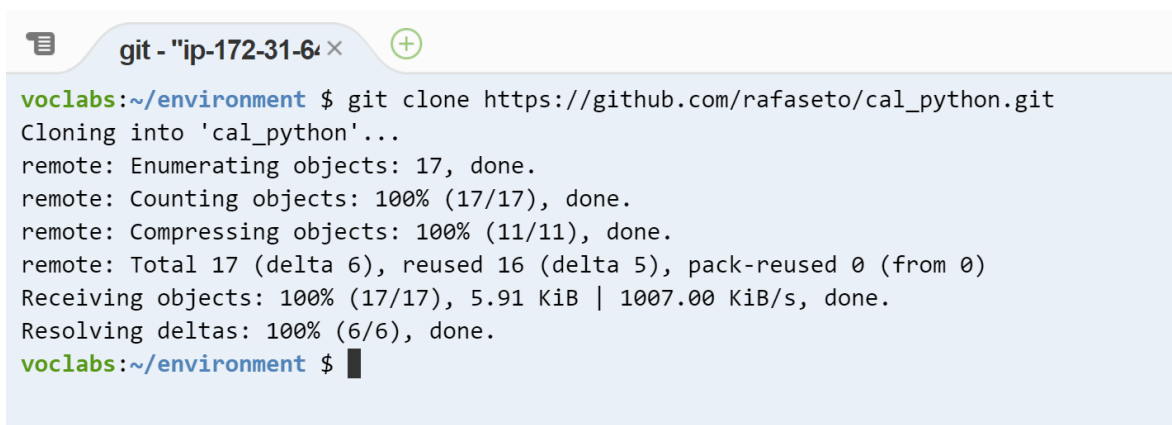 git - "ip-172-31-64
voclabs:~/environment $ git clone https://github.com/rafaseto/cal_python.git
Cloning into 'cal_python'...
remote: Enumerating objects: 17, done.
remote: Counting objects: 100% (17/17), done.
remote: Compressing objects: 100% (11/11), done.
remote: Total 17 (delta 6), reused 16 (delta 5), pack-reused 0 (from 0)
Receiving objects: 100% (17/17), 5.91 KiB | 1007.00 KiB/s, done.
Resolving deltas: 100% (6/6), done.
voclabs:~/environment $